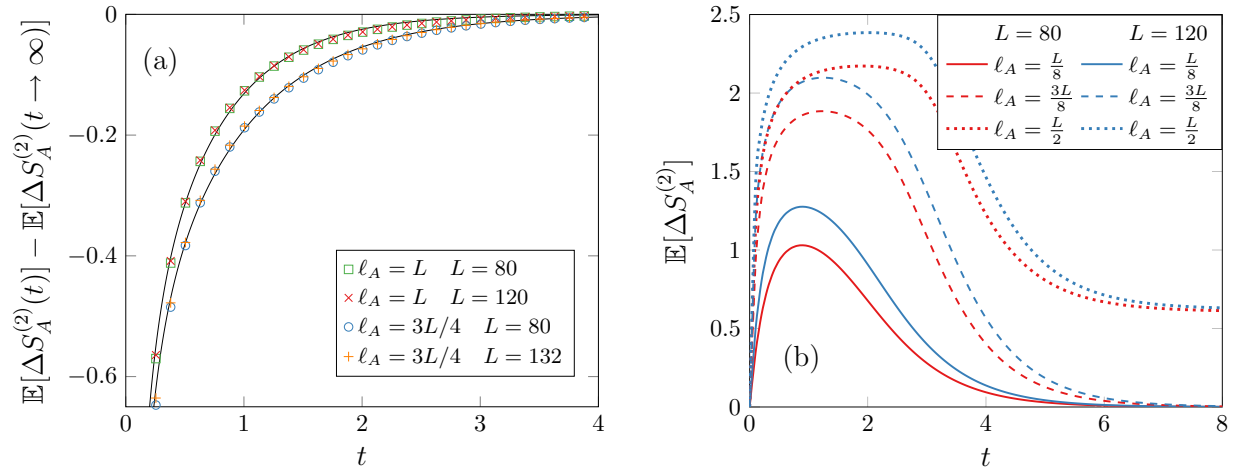 𝔼[ΔS_A^{(2)}(t)] − 𝔼[ΔS_A^{(2)}(t → ∞)]
0
−0.2
−0.4
−0.6
(a)
ℓ_A = L L = 80
ℓ_A = L L = 120
ℓ_A = 3L/4 L = 80
ℓ_A = 3L/4 L = 132
0 1 2 3 4
t
𝔼[ΔS_A^{(2)}]
2.5
2
1.5
1
0.5
0
L = 80 L = 120
ℓ_A = L/8 ℓ_A = L/8
ℓ_A = 3L/8 ℓ_A = 3L/8
ℓ_A = L/2 ℓ_A = L/2
(b)
0 2 4 6 8
t